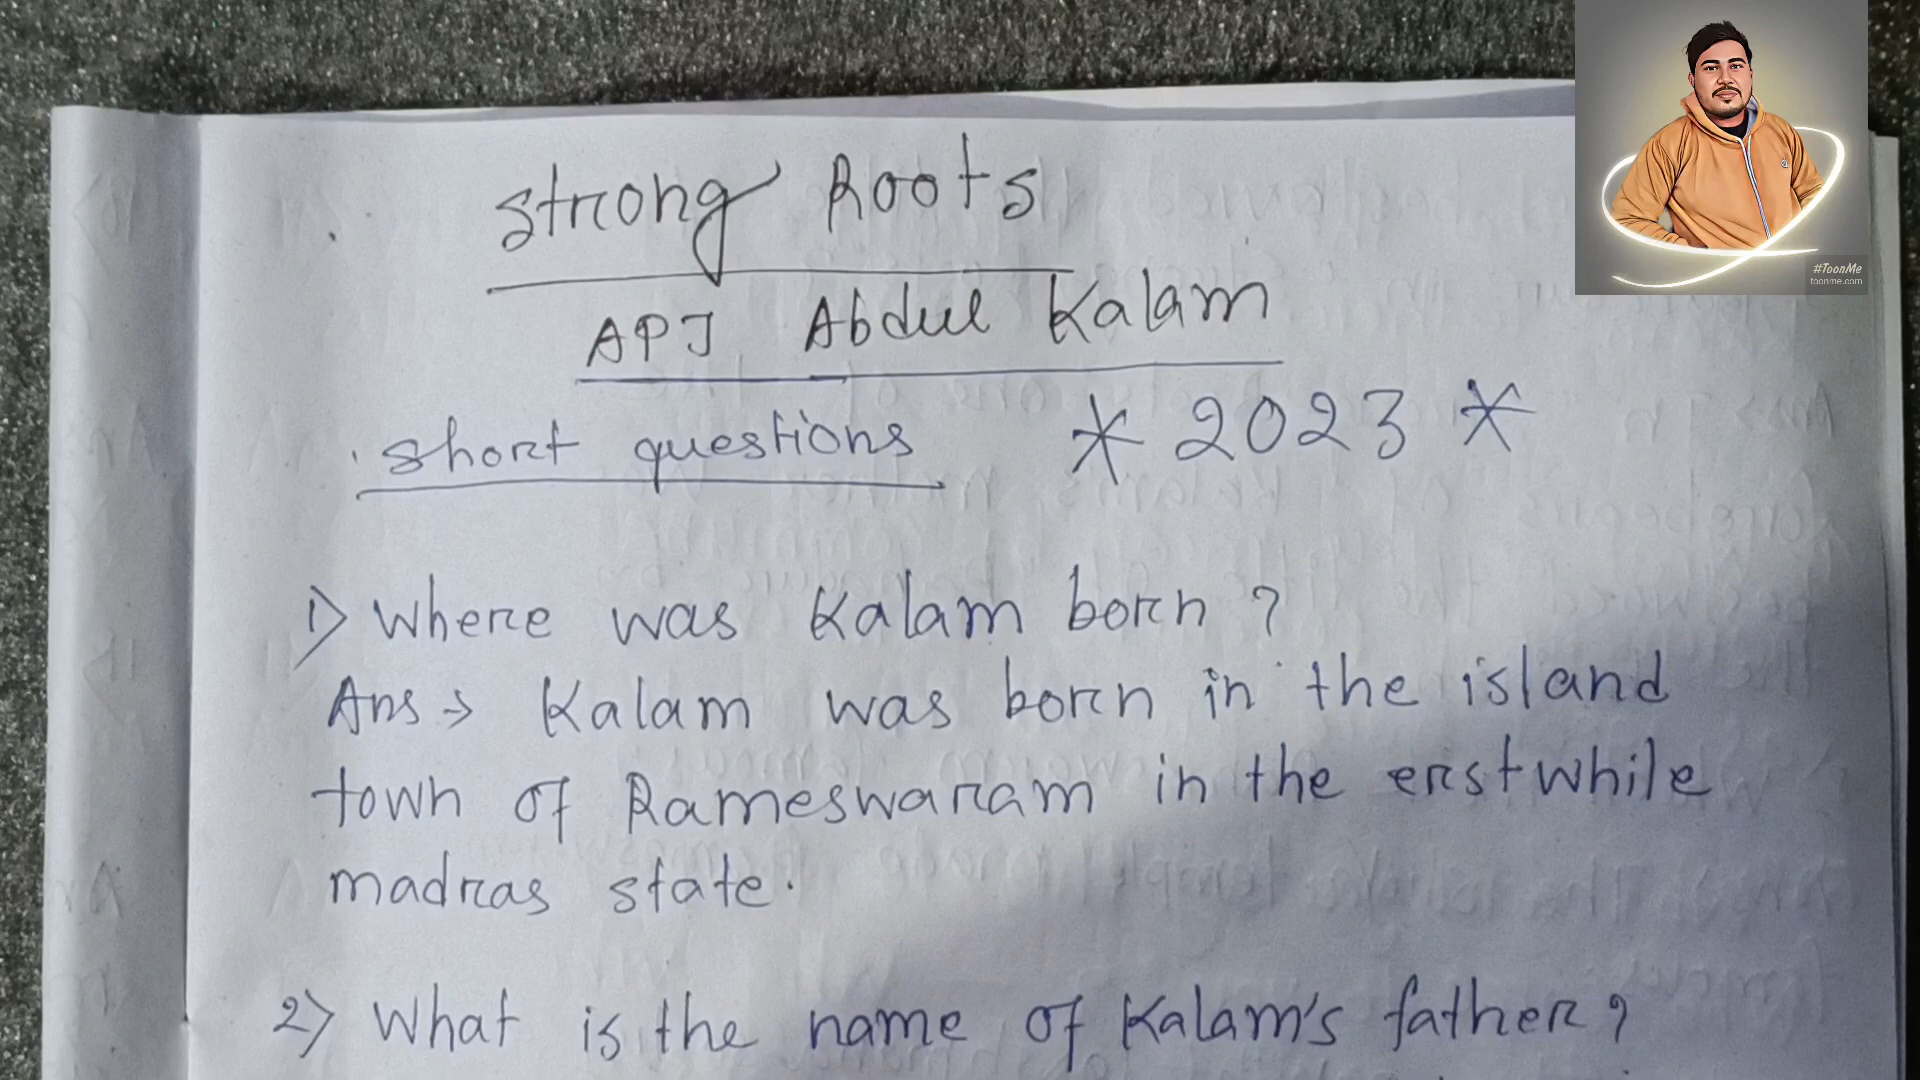 Strong Roots
APJ Abdul Kalam
short questions * 2023 *
1) Where was Kalam born ?
Ans → Kalam was born in the island
town of Rameswaram in the erstwhile
madras state.
2) What is the name of Kalam's father ?
#ToonMe
toonme.com